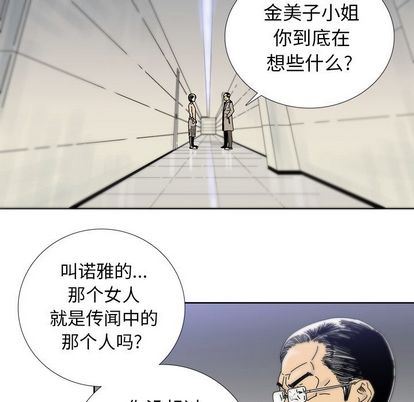 金美子小姐
你到底在
想些什么?
叫诺雅的...
那个女人
就是传闻中的
那个人吗?